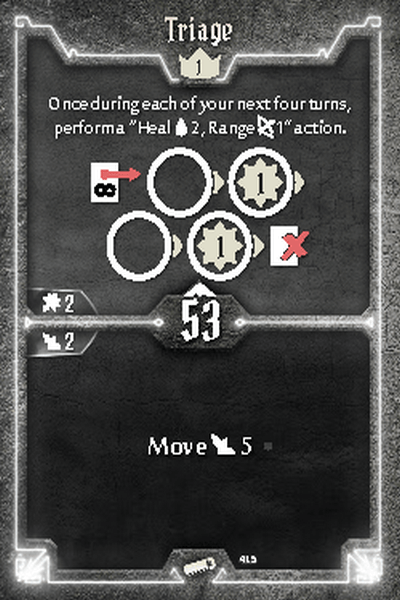 Triage
1
Once during each of your next four turns,
perform a "Heal 2, Range 1" action.
8
1
1
2
53
2
Move 5
3
415